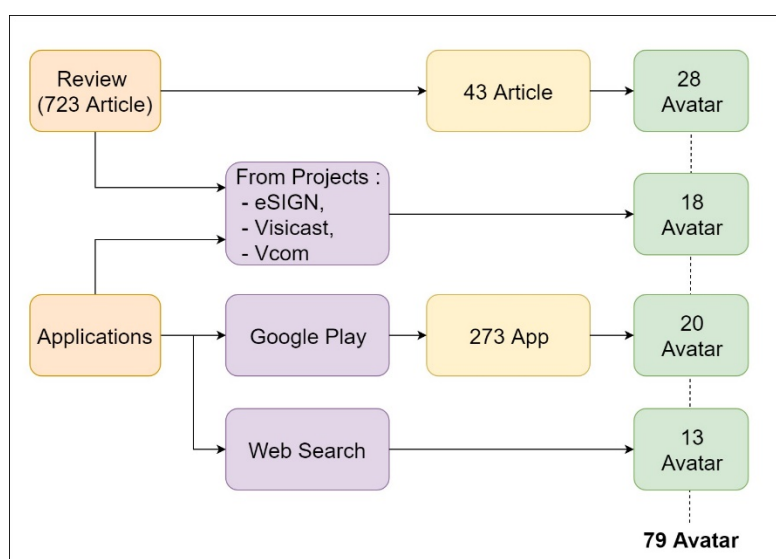 Review
(723 Article)
43 Article
28
Avatar
From Projects :
- eSIGN,
- Visicast,
- Vcom
18
Avatar
Applications
Google Play
273 App
20
Avatar
Web Search
13
Avatar
79 Avatar